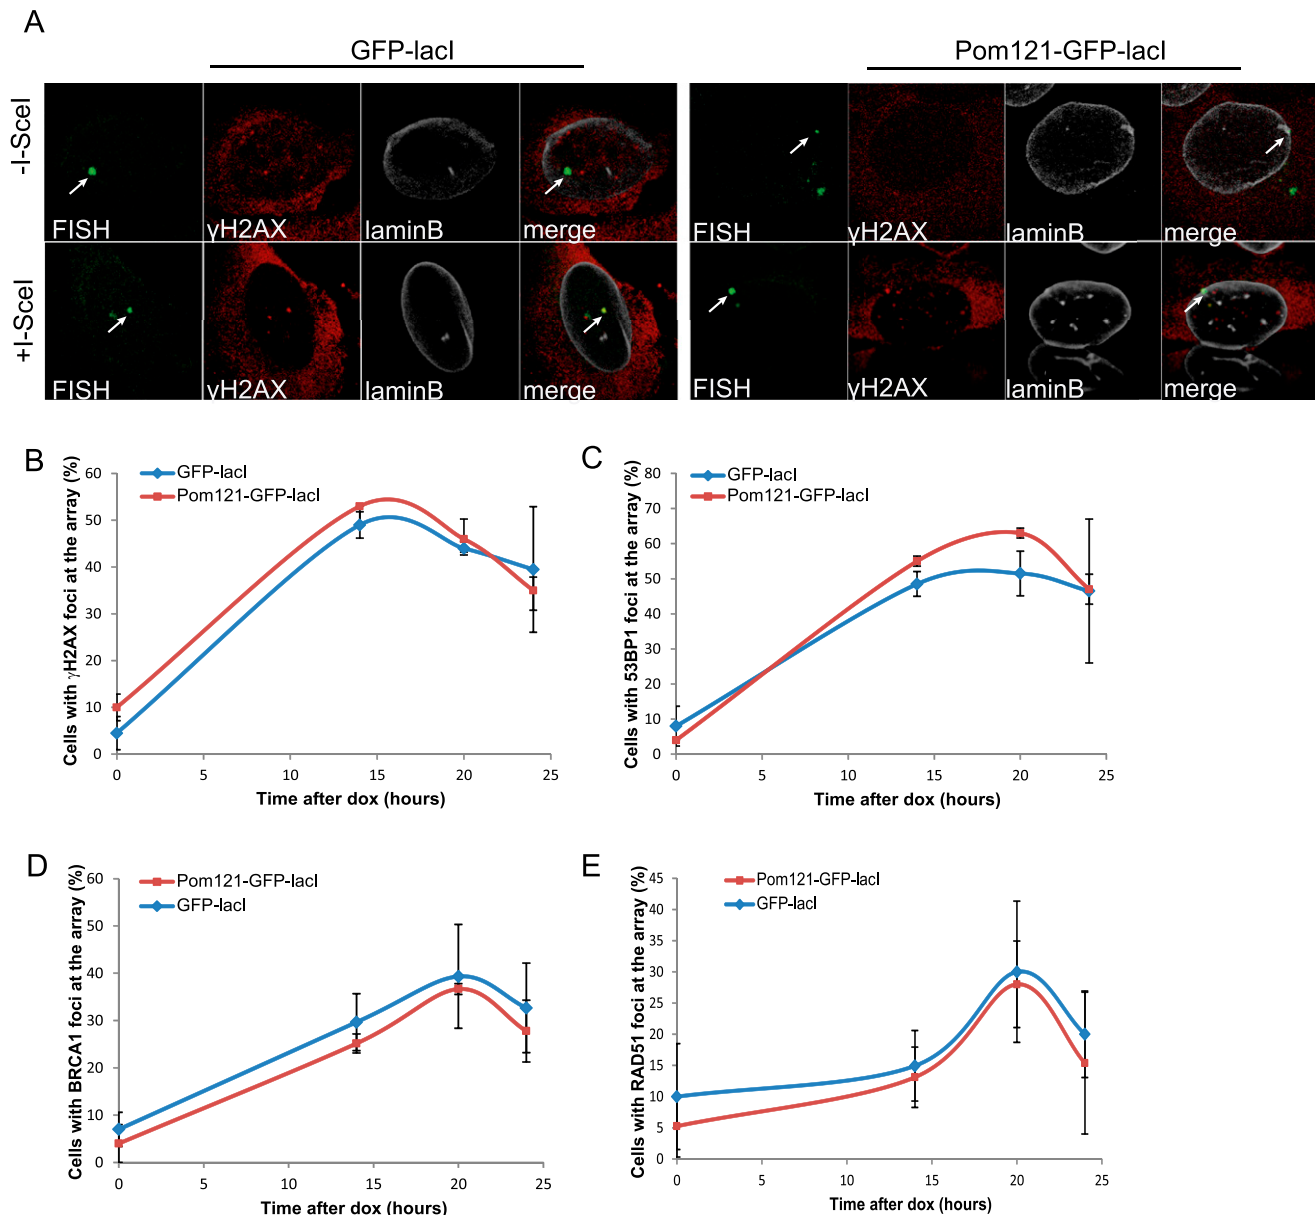 A
GFP-lacI
Pom121-GFP-lacI
-I-SceI
FISH
γH2AX
laminB
merge
FISH
γH2AX
laminB
merge
+I-SceI
FISH
γH2AX
laminB
merge
FISH
γH2AX
laminB
merge
B
GFP-lacI
Pom121-GFP-lacI
Cells with γH2AX foci at the array (%)
60
50
40
30
20
10
0
0 5 10 15 20 25
Time after dox (hours)
C
GFP-lacI
Pom121-GFP-lacI
Cells with 53BP1 foci at the array (%)
80
70
60
50
40
30
20
10
0
0 5 10 15 20 25
Time after dox (hours)
D
Pom121-GFP-lacI
GFP-lacI
Cells with BRCA1 foci at the array (%)
60
50
40
30
20
10
0
0 5 10 15 20 25
Time after dox (hours)
E
Pom121-GFP-lacI
GFP-lacI
Cells with RAD51 foci at the array (%)
45
40
35
30
25
20
15
10
5
0
0 5 10 15 20 25
Time after dox (hours)